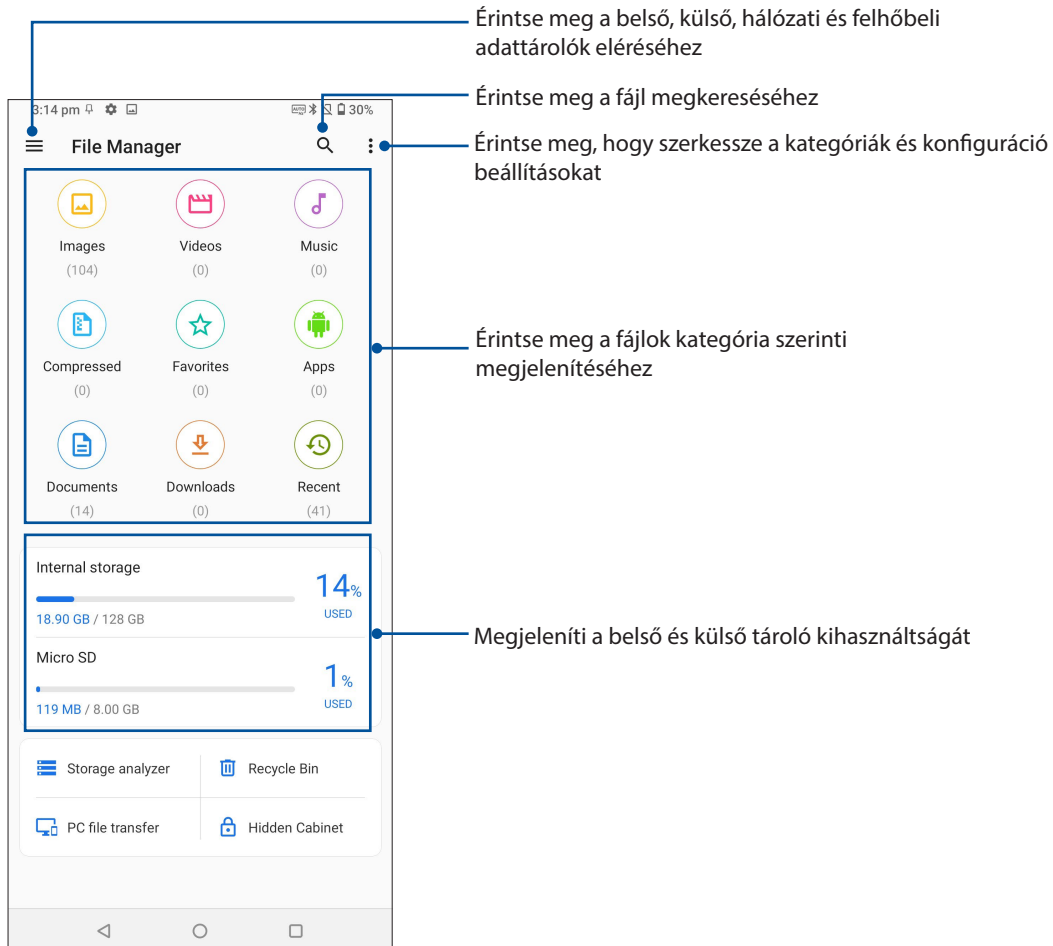 Érintse meg a belső, külső, hálózati és felhőbeli
adattárolók eléréséhez
Érintse meg a fájl megkereséséhez
Érintse meg, hogy szerkessze a kategóriák és konfiguráció
beállításokat
3:14 pm
AUTO
30%
File Manager
Images
Videos
Music
(104)
(0)
(0)
Compressed
Favorites
Apps
(0)
(0)
(0)
Documents
Downloads
Recent
(14)
(0)
(41)
Érintse meg a fájlok kategória szerinti
megjelenítéséhez
Internal storage
14%
USED
18.90 GB / 128 GB
Micro SD
1%
USED
119 MB / 8.00 GB
Megjeleníti a belső és külső tároló kihasználtságát
Storage analyzer
Recycle Bin
PC file transfer
Hidden Cabinet